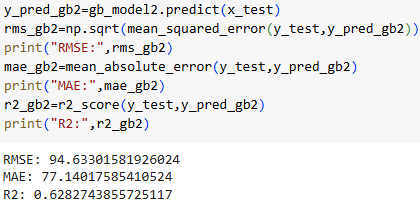 y_pred_gb2=gb_model2.predict(x_test)
rms_gb2=np.sqrt(mean_squared_error(y_test,y_pred_gb2))
print("RMSE:",rms_gb2)
mae_gb2=mean_absolute_error(y_test,y_pred_gb2)
print("MAE:",mae_gb2)
r2_gb2=r2_score(y_test,y_pred_gb2)
print("R2:",r2_gb2)
RMSE: 94.63301581926024
MAE: 77.14017585410524
R2: 0.6282743855725117